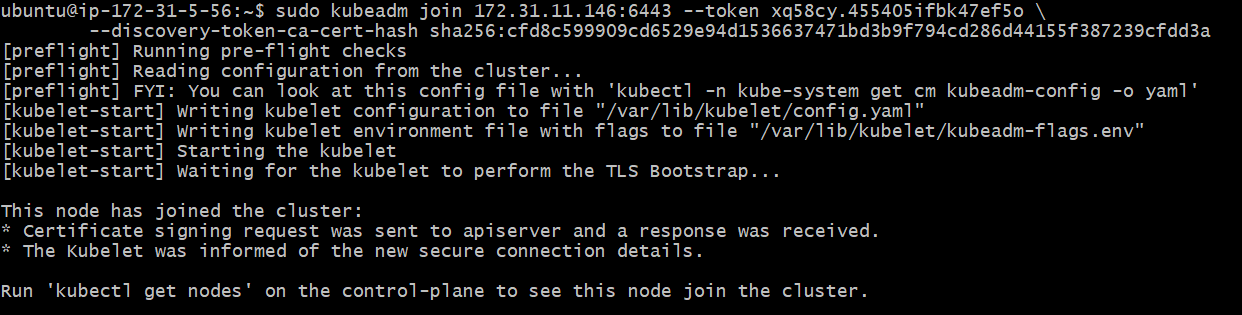 ubuntu@ip-172-31-5-56:~$ sudo kubeadm join 172.31.11.146:6443 --token xq58cy.455405ifbk47ef5o \
        --discovery-token-ca-cert-hash sha256:cfd8c599909cd6529e94d1536637471bd3b9f794cd286d44155f387239cfdd3a
[preflight] Running pre-flight checks
[preflight] Reading configuration from the cluster...
[preflight] FYI: You can look at this config file with 'kubectl -n kube-system get cm kubeadm-config -o yaml'
[kubelet-start] Writing kubelet configuration to file "/var/lib/kubelet/config.yaml"
[kubelet-start] Writing kubelet environment file with flags to file "/var/lib/kubelet/kubeadm-flags.env"
[kubelet-start] Starting the kubelet
[kubelet-start] Waiting for the kubelet to perform the TLS Bootstrap...

This node has joined the cluster:
* Certificate signing request was sent to apiserver and a response was received.
* The Kubelet was informed of the new secure connection details.

Run 'kubectl get nodes' on the control-plane to see this node join the cluster.